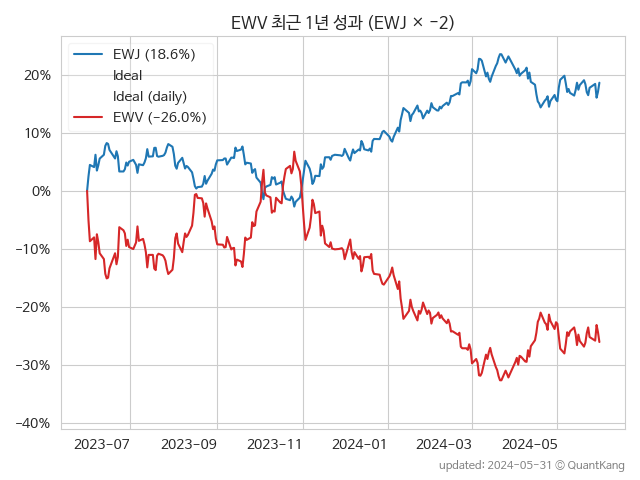 EWV 최근 1년 성과 (EWJ × −2)
EWJ (18.6%)
Ideal
Ideal (daily)
EWV (−26.0%)
20%
10%
0%
−10%
−20%
−30%
−40%
2023−07 2023−09 2023−11 2024−01 2024−03 2024−05
updated: 2024−05−31 © QuantKang